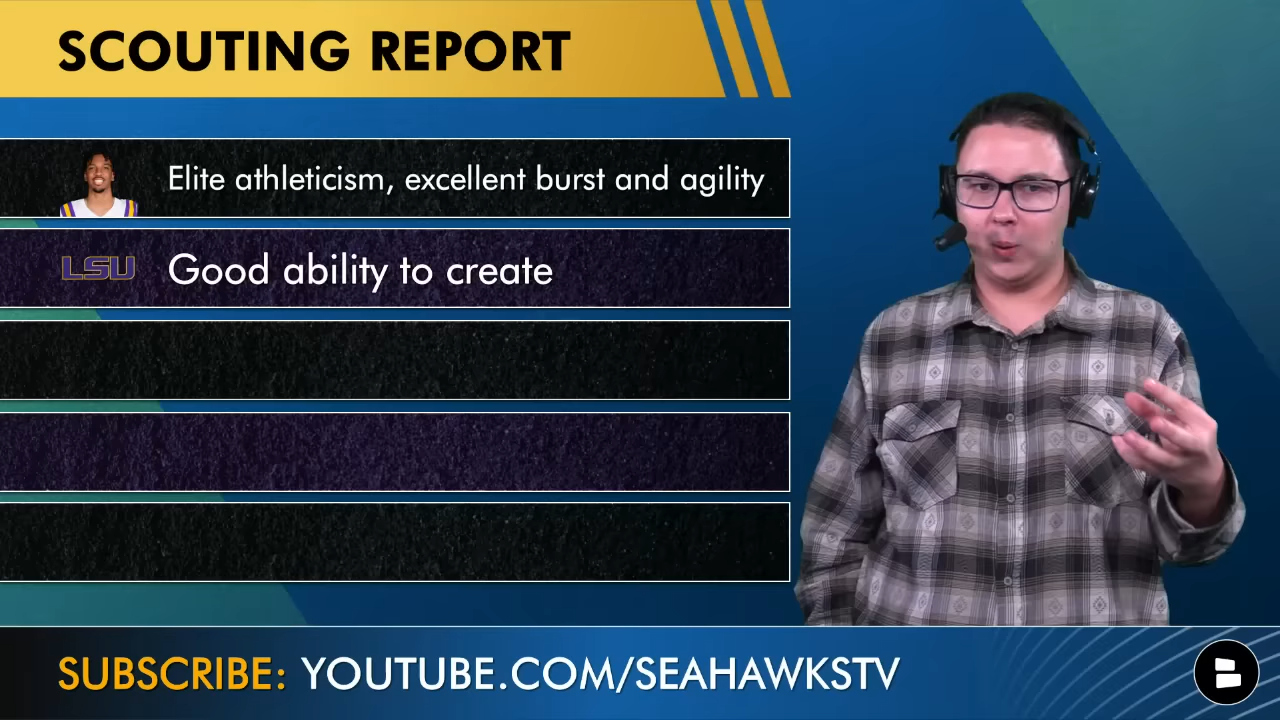 SCOUTING REPORT
Elite athleticism, excellent burst and agility
LSU
Good ability to create
SUBSCRIBE: YOUTUBE.COM/SEAHAWKSTV